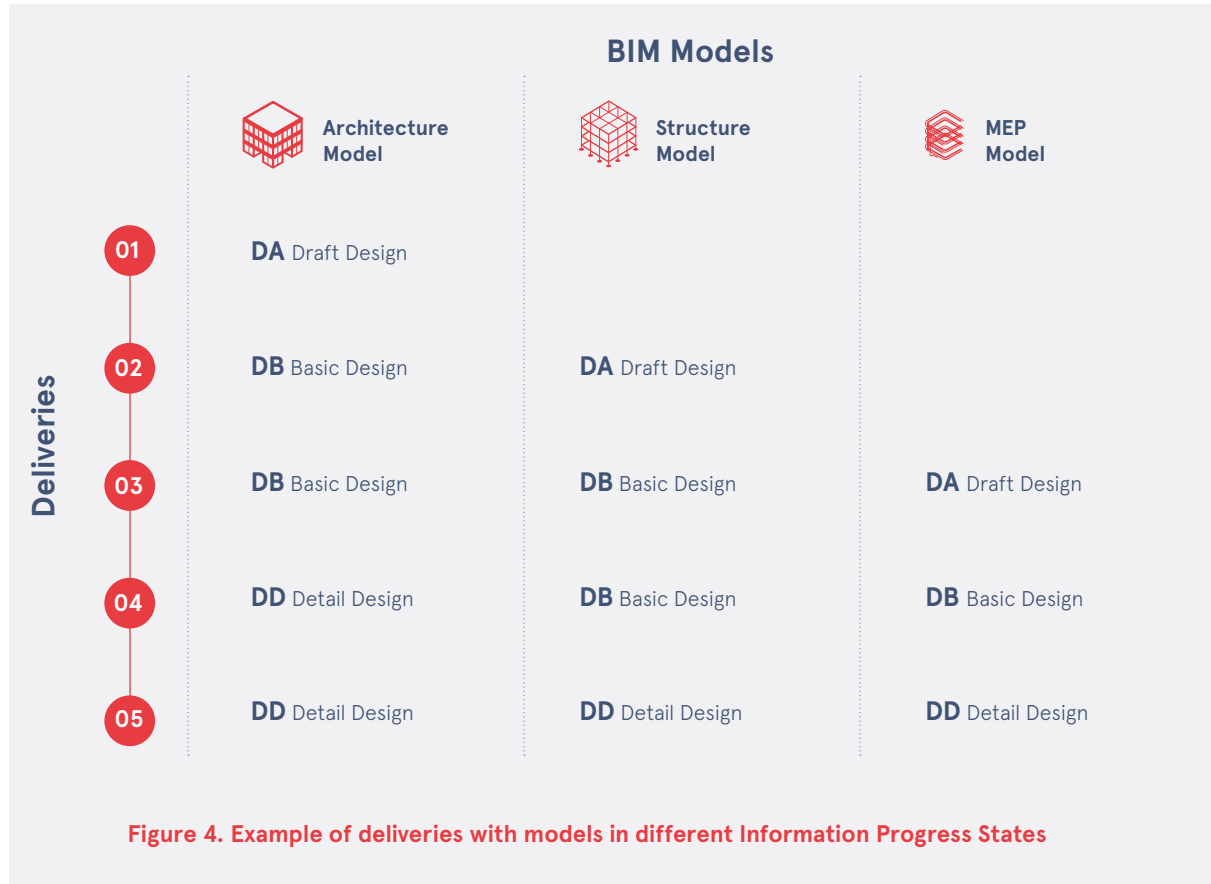 BIM Models
Architecture
Model
Structure
Model
MEP
Model
Deliveries
01
DA Draft Design
02
DB Basic Design
DA Draft Design
03
DB Basic Design
DB Basic Design
DA Draft Design
04
DD Detail Design
DB Basic Design
DB Basic Design
05
DD Detail Design
DD Detail Design
DD Detail Design
Figure 4. Example of deliveries with models in different Information Progress States